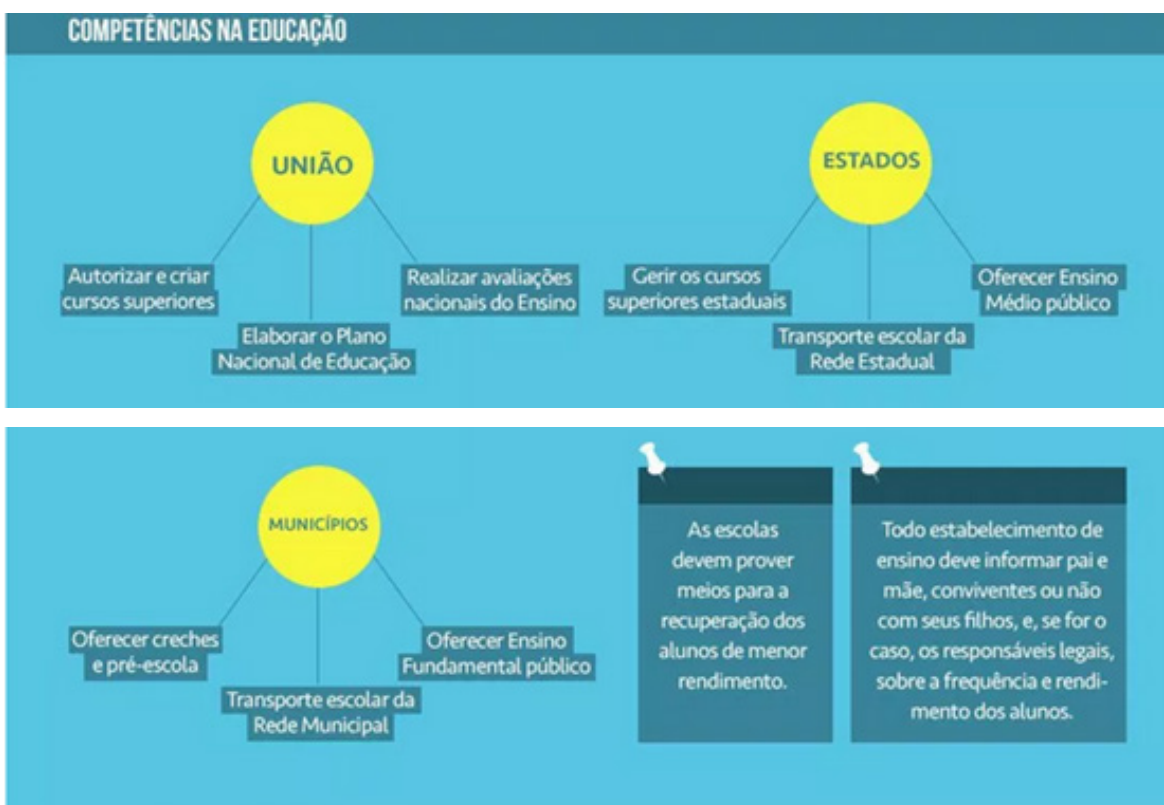 COMPETÊNCIAS NA EDUCAÇÃO
UNIÃO
Autorizar e criar
cursos superiores
Elaborar o Plano
Nacional de Educação
Realizar avaliações
nacionais do Ensino
ESTADOS
Gerir os cursos
superiores estaduais
Transporte escolar da
Rede Estadual
Oferecer Ensino
Médio público
MUNICÍPIOS
Oferecer creches
e pré-escola
Transporte escolar da
Rede Municipal
Oferecer Ensino
Fundamental público
As escolas
devem prover
meios para a
recuperação dos
alunos de menor
rendimento.
Todo estabelecimento de
ensino deve informar pai e
mãe, conviventes ou não
com seus filhos, e, se for o
caso, os responsáveis legais,
sobre a frequência e rendi-
mento dos alunos.